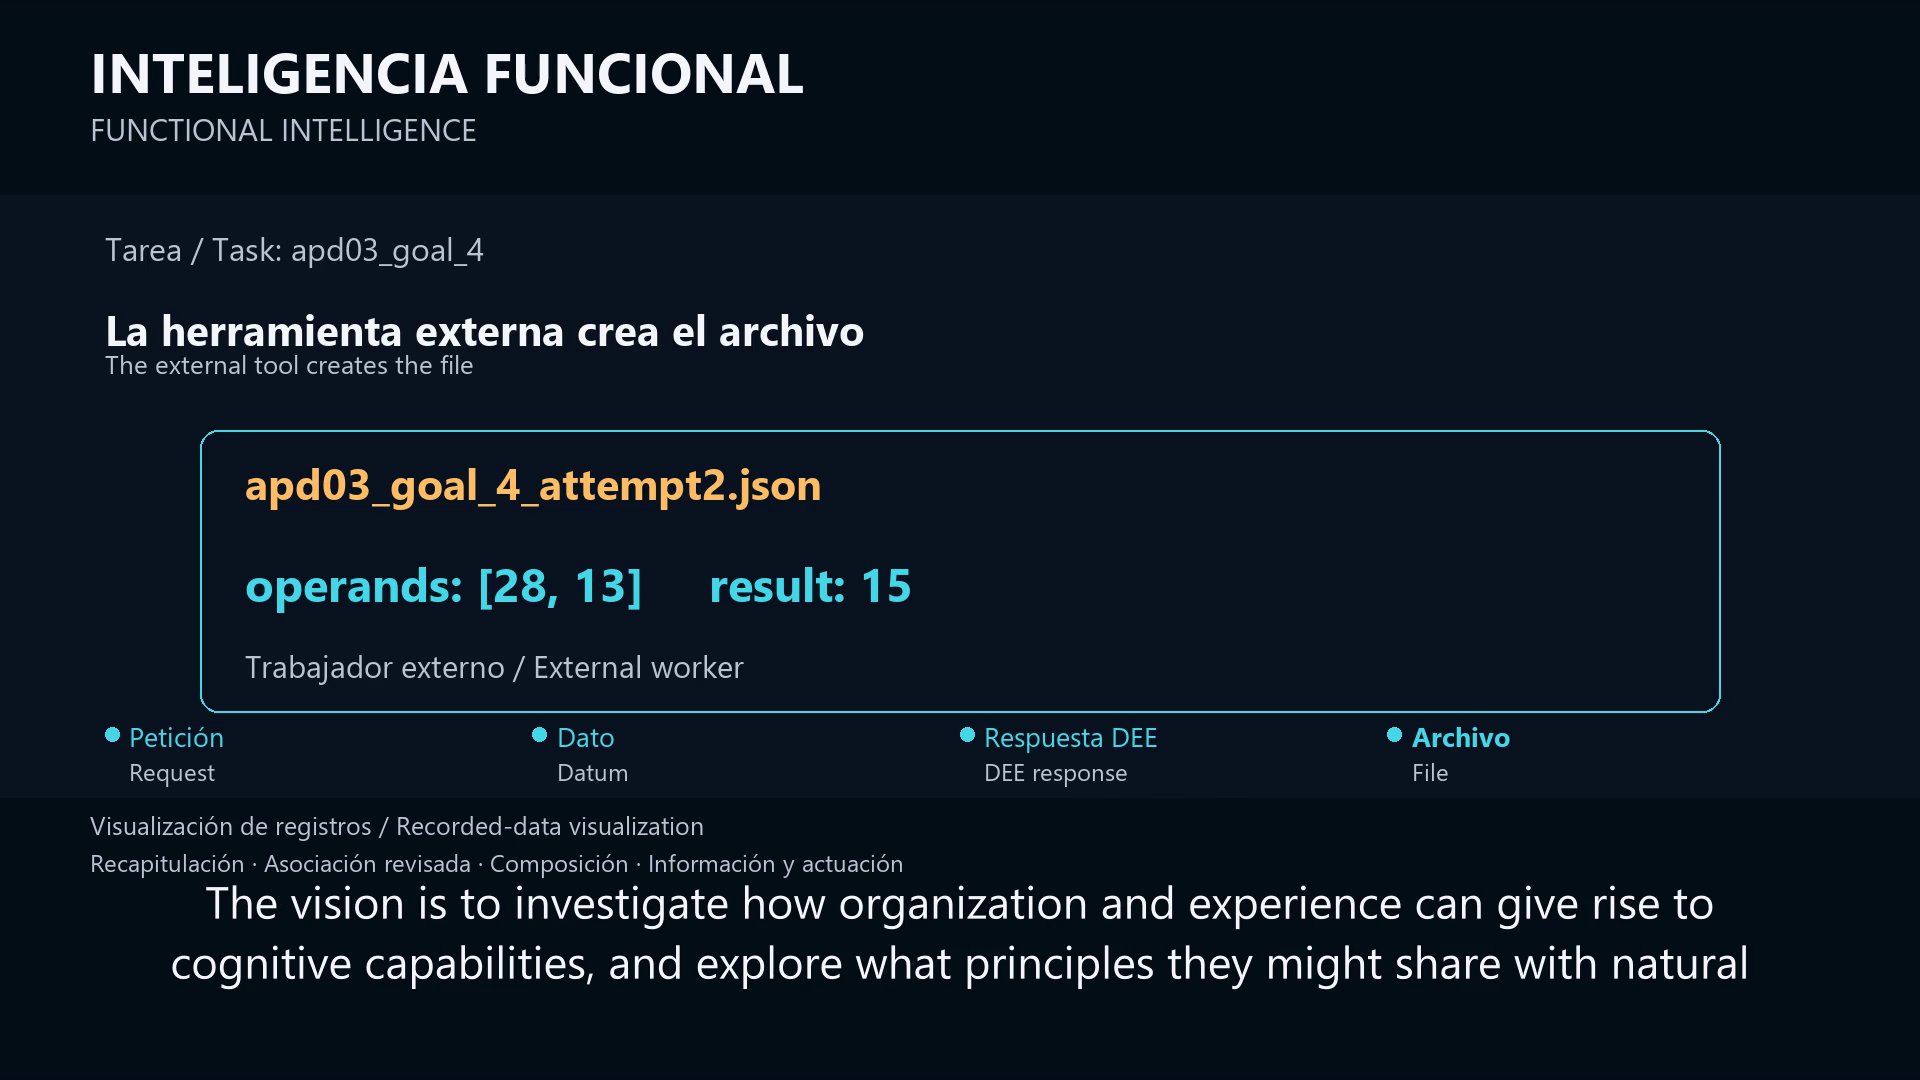 INTELIGENCIA FUNCIONAL
FUNCTIONAL INTELLIGENCE
Tarea / Task: apd03_goal_4
La herramienta externa crea el archivo
The external tool creates the file
apd03_goal_4_attempt2.json
operands: [28, 13] result: 15
Trabajador externo / External worker
Petición Dato Respuesta DEE Archivo
Request Datum DEE response File
Visualización de registros / Recorded-data visualization
Recapitulación · Asociación revisada · Composición · Información y actuación
The vision is to investigate how organization and experience can give rise to
cognitive capabilities, and explore what principles they might share with natural